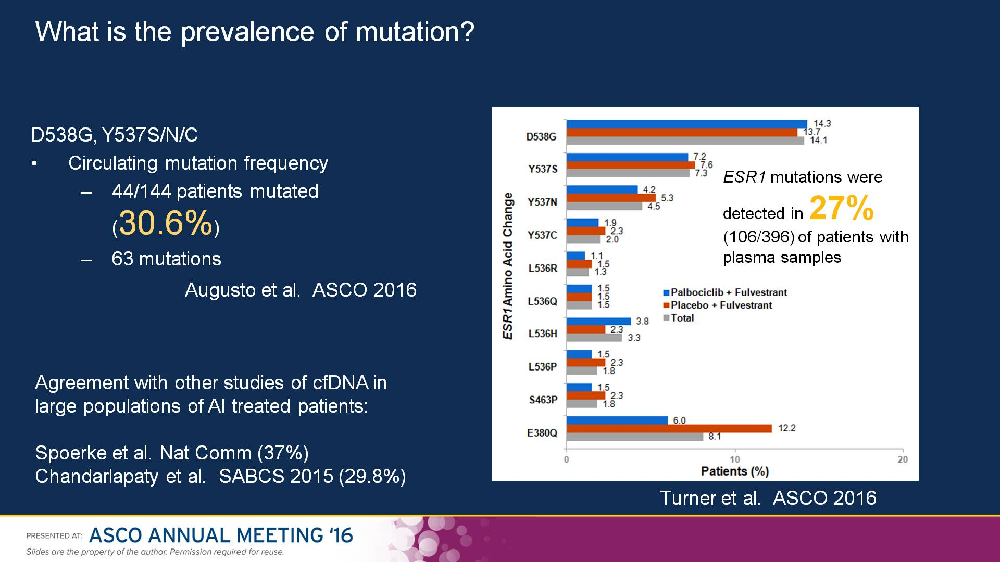 What is the prevalence of mutation?
D538G, Y537S/N/C
• Circulating mutation frequency
– 44/144 patients mutated
(30.6%)
– 63 mutations
Augusto et al. ASCO 2016
Agreement with other studies of cfDNA in
large populations of AI treated patients:
Spoerke et al. Nat Comm (37%)
Chandarlapaty et al. SABCS 2015 (29.8%)
ESR1 Amino Acid Change
D538G
14.3
13.7
14.1
Y537S
7.2
7.6
7.3
Y537N
4.2
5.3
4.5
Y537C
1.9
2.3
2.0
L536R
1.1
1.5
1.3
L536Q
1.5
1.5
1.5
L536H
3.8
2.3
3.3
L536P
1.5
2.3
1.8
S463P
1.5
2.3
1.8
E380Q
6.0
12.2
8.1
0 10 20
Patients (%)
ESR1 mutations were
detected in 27%
(106/396) of patients with
plasma samples
Palbociclib + Fulvestrant
Placebo + Fulvestrant
Total
Turner et al. ASCO 2016
PRESENTED AT: ASCO ANNUAL MEETING ‘16
Slides are the property of the author. Permission required for reuse.